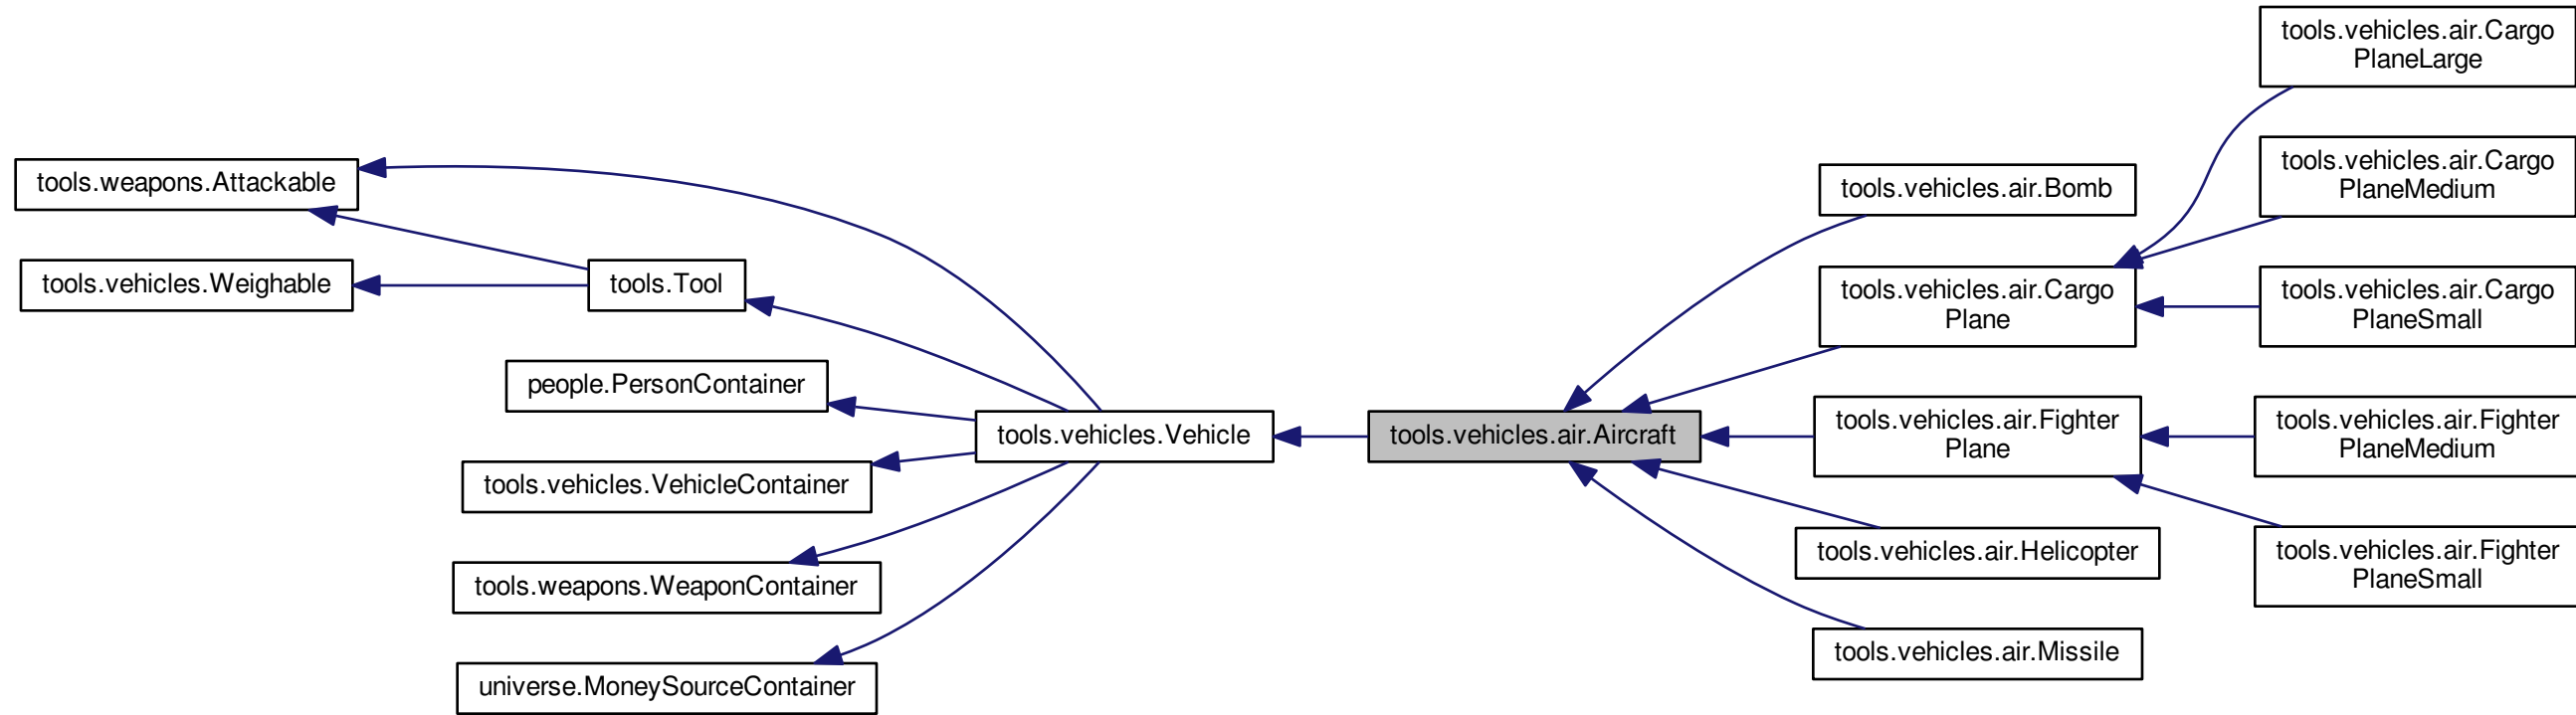 tools.vehicles.air.Cargo
PlaneLarge
tools.vehicles.air.Cargo
PlaneMedium
tools.weapons.Attackable
tools.vehicles.air.Bomb
tools.vehicles.Weighable
tools.Tool
tools.vehicles.air.Cargo
Plane
tools.vehicles.air.Cargo
PlaneSmall
people.PersonContainer
tools.vehicles.Vehicle
tools.vehicles.air.Aircraft
tools.vehicles.air.Fighter
Plane
tools.vehicles.air.Fighter
PlaneMedium
tools.vehicles.VehicleContainer
tools.vehicles.air.Helicopter
tools.vehicles.air.Fighter
PlaneSmall
tools.weapons.WeaponContainer
tools.vehicles.air.Missile
universe.MoneySourceContainer